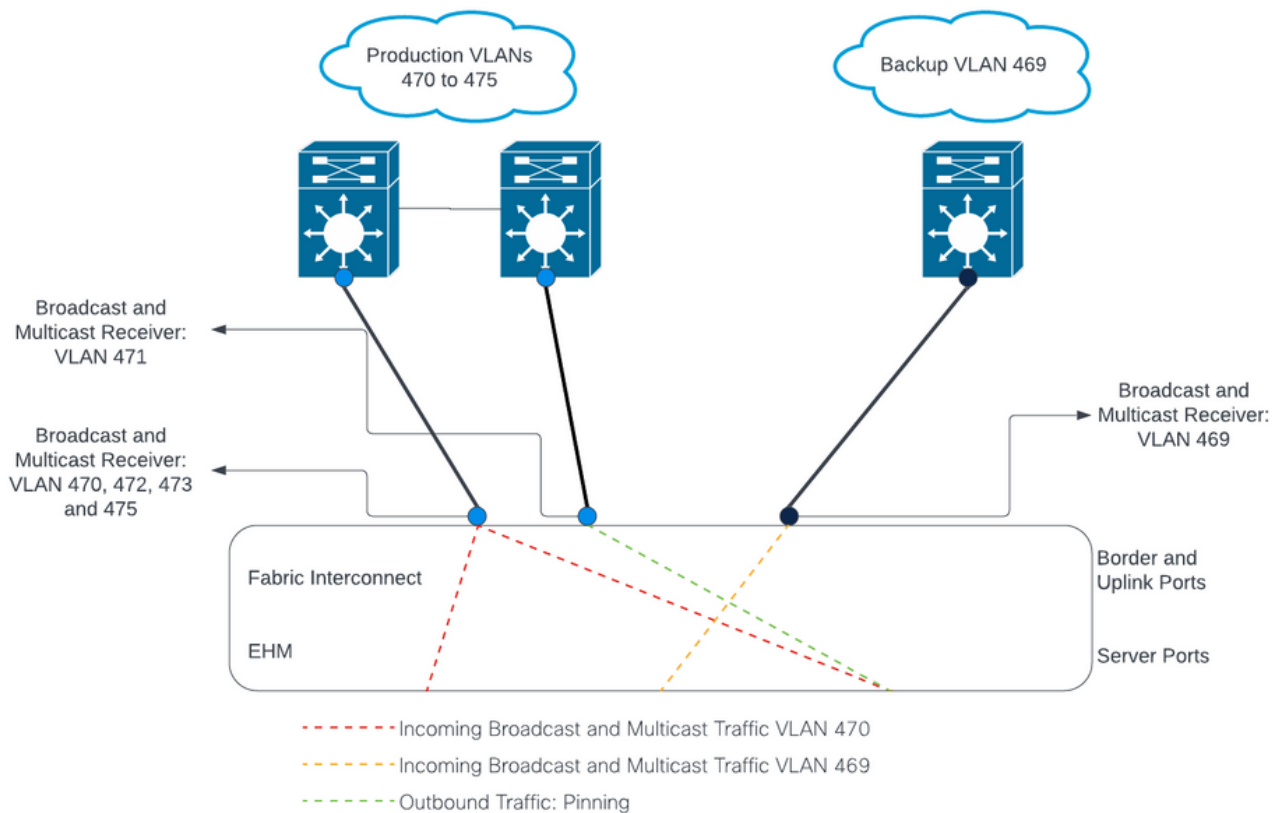 Production VLANs
470 to 475
Backup VLAN 469
Broadcast and
Multicast Receiver:
VLAN 471
Broadcast and
Multicast Receiver:
VLAN 470, 472, 473
and 475
Broadcast and
Multicast Receiver:
VLAN 469
Fabric Interconnect
EHM
Border and
Uplink Ports
Server Ports
Incoming Broadcast and Multicast Traffic VLAN 470
Incoming Broadcast and Multicast Traffic VLAN 469
Outbound Traffic: Pinning